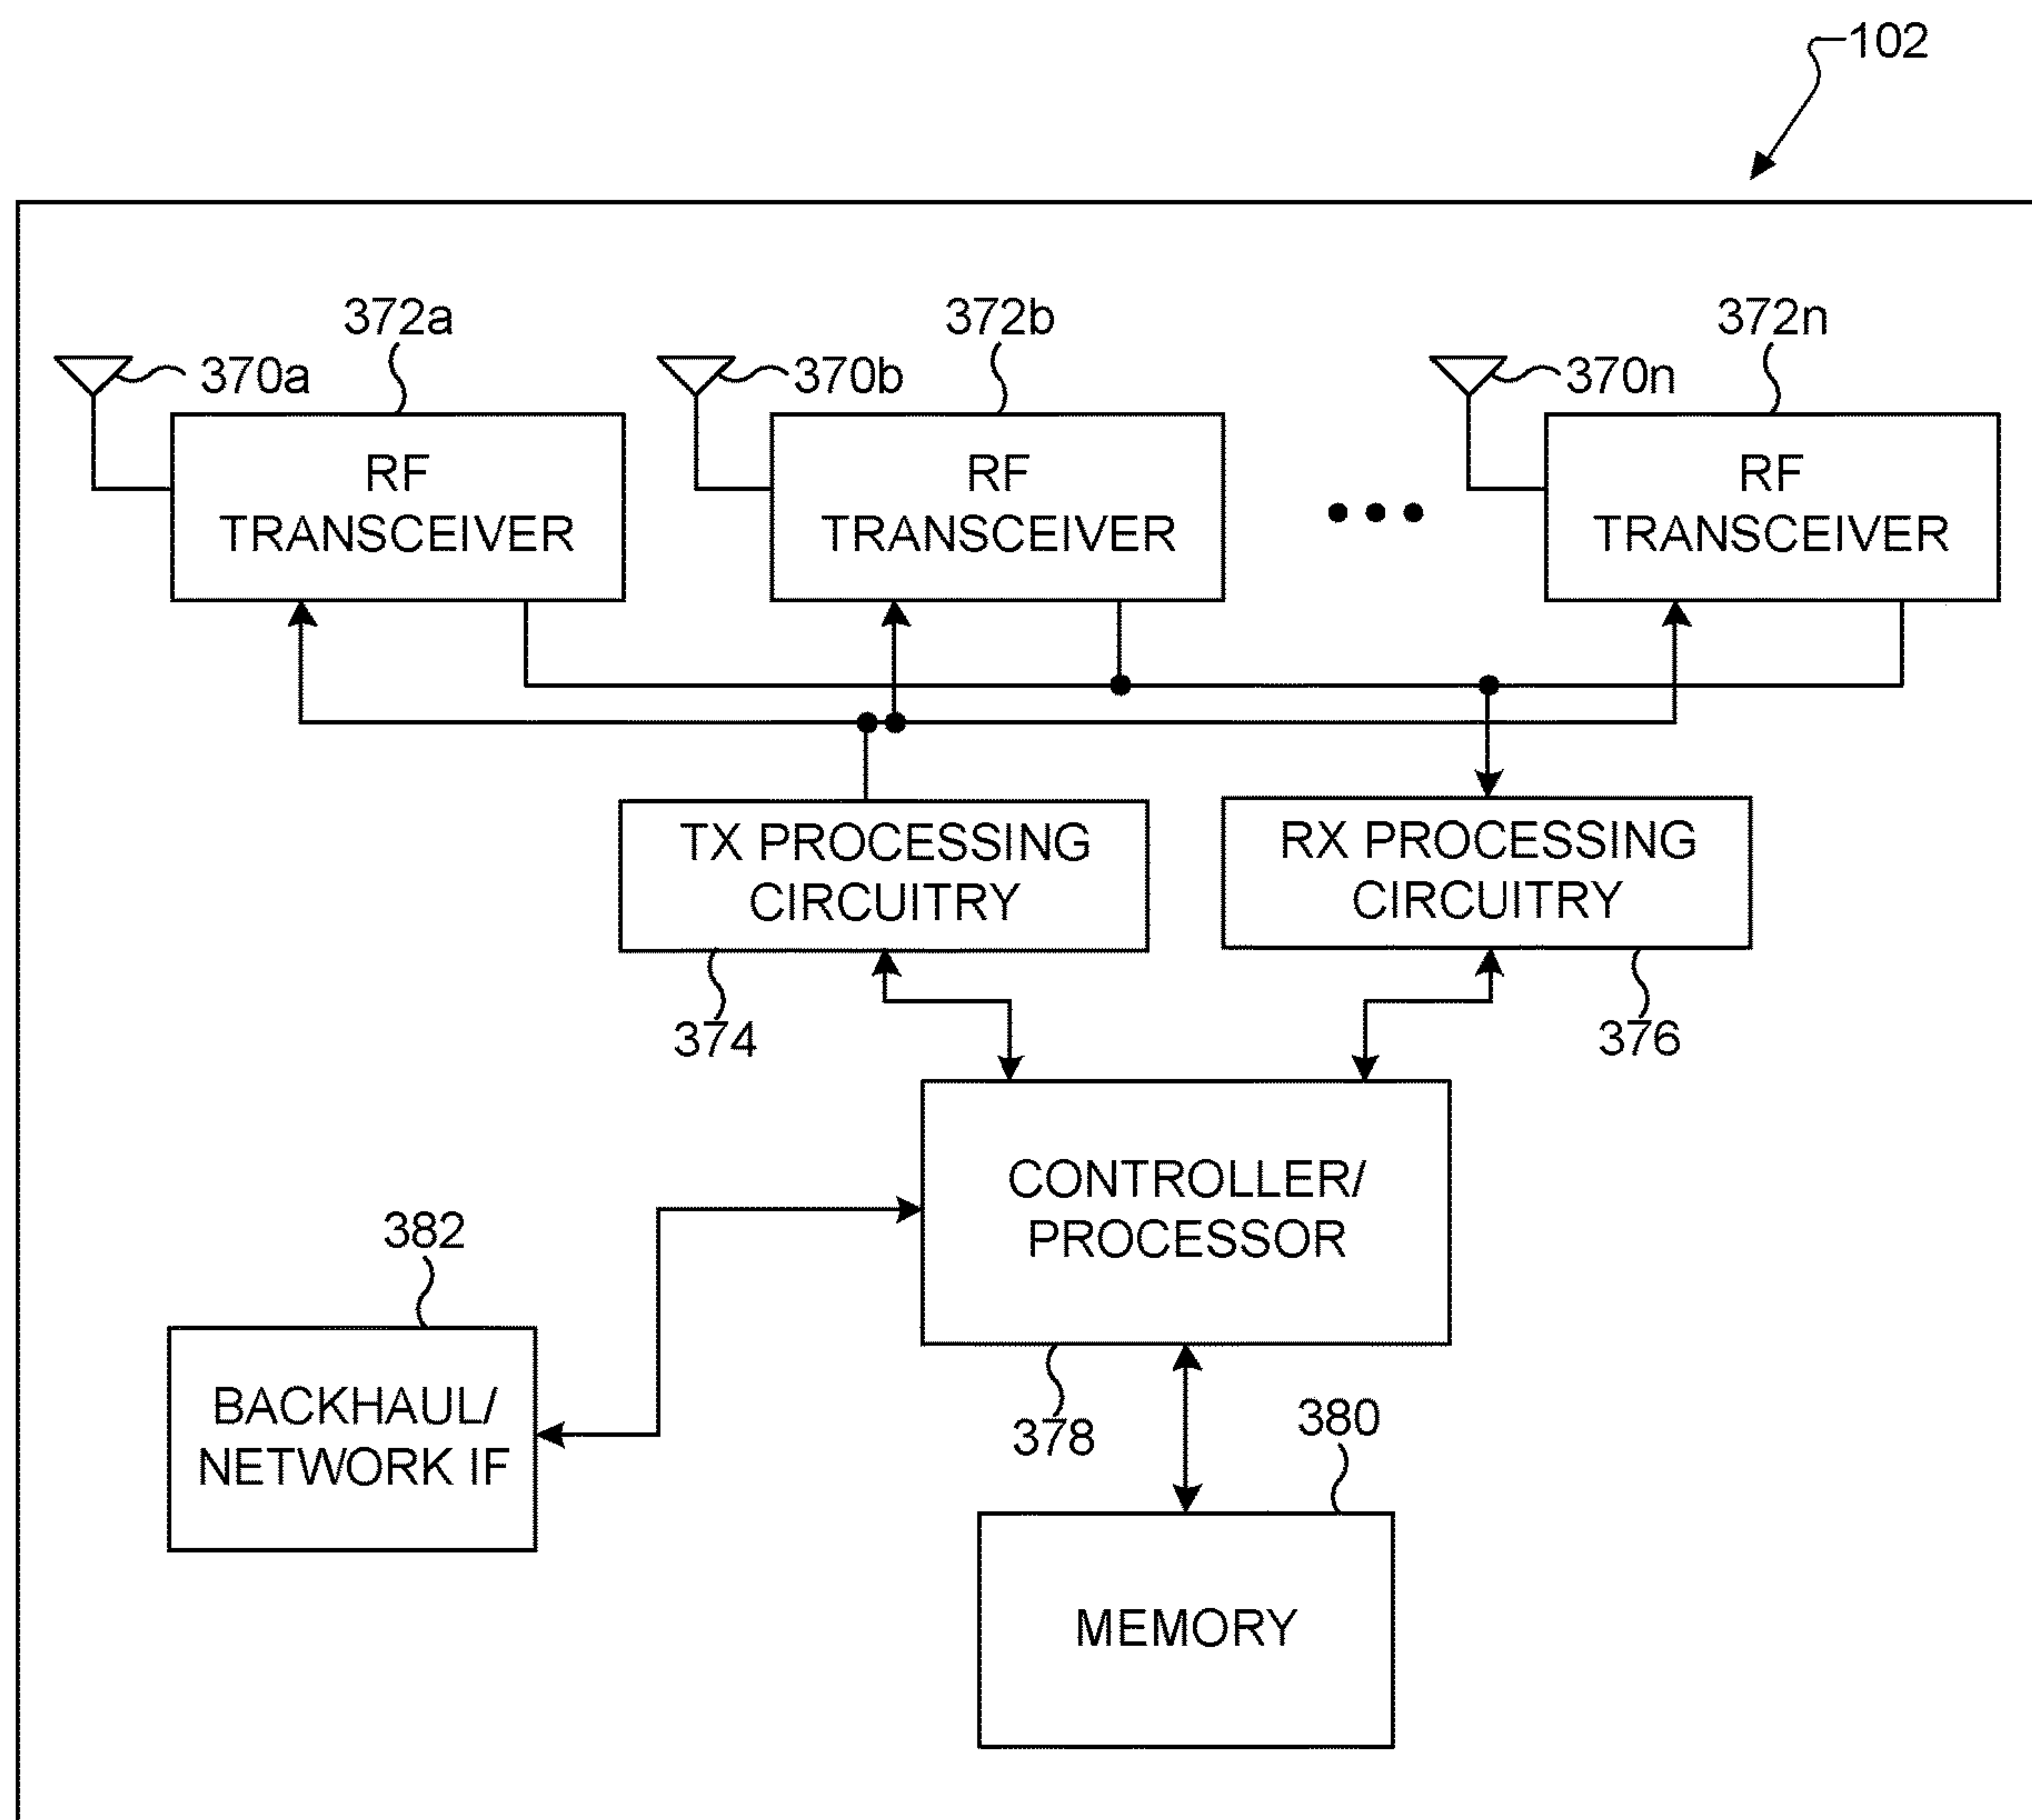 102
372a
372b
372n
370a
370b
370n
RF
TRANSCEIVER
RF
TRANSCEIVER
RF
TRANSCEIVER
TX PROCESSING
CIRCUITRY
RX PROCESSING
CIRCUITRY
374
376
CONTROLLER/
PROCESSOR
382
BACKHAUL/
NETWORK IF
378
380
MEMORY